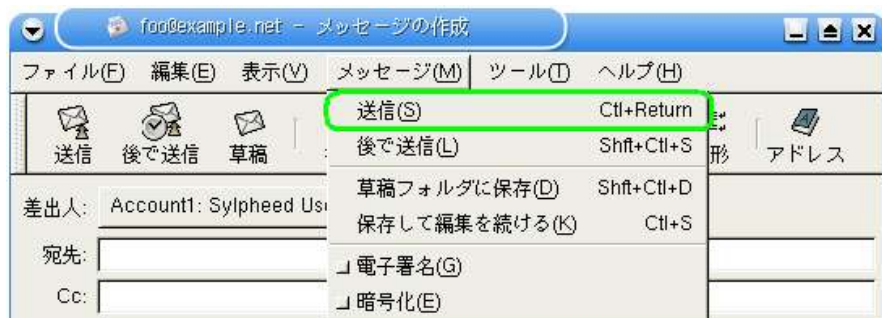 foo@example.net - メッセージの作成
ファイル(F) 編集(E) 表示(V) メッセージ(M) ツール(T) ヘルプ(H)
送信(S) Ctl+Return
後で送信(L) Shft+Ctl+S
草稿フォルダに保存(D) Shft+Ctl+D
保存して編集を続ける(K) Ctl+S
電子署名(G)
暗号化(E)
送信 後で送信 草稿 形 アドレス
差出人: Account1: Sylpheed
宛先:
Cc: